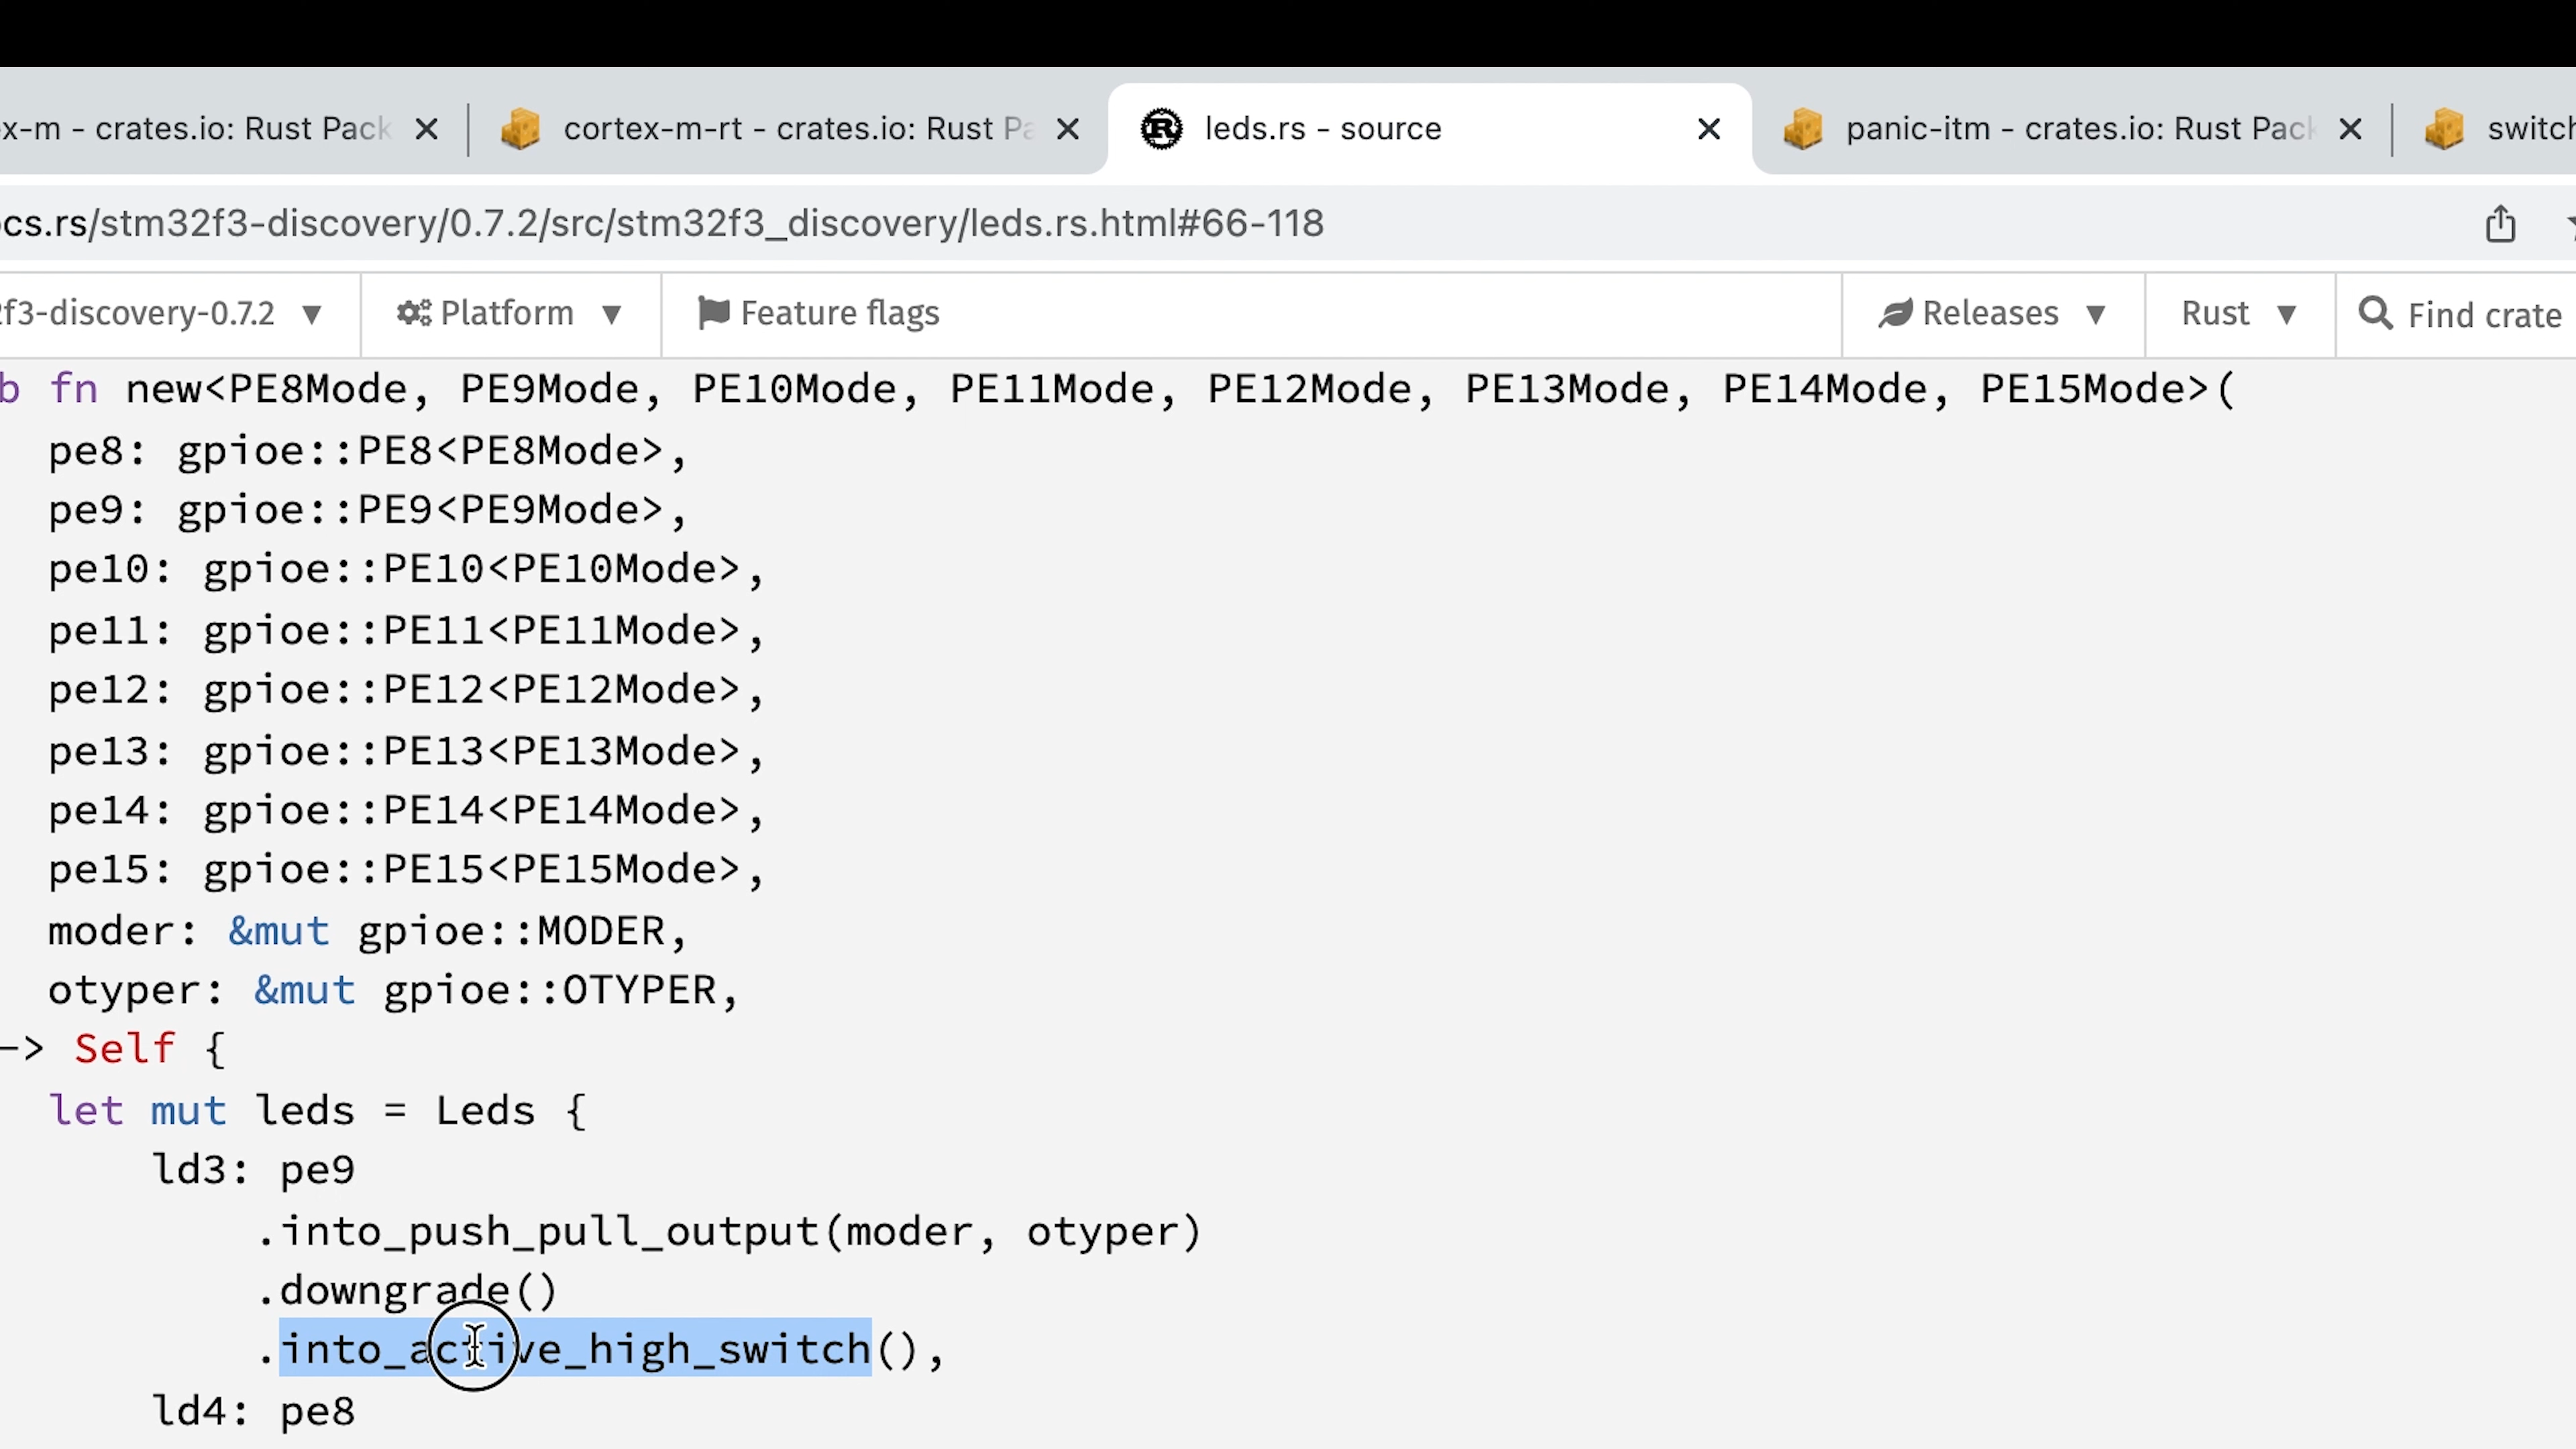 x-m - crates.io: Rust Pack
cortex-m-rt - crates.io: Rust Pa
leds.rs - source
panic-itm - crates.io: Rust Pack
switch
ocs.rs/stm32f3-discovery/0.7.2/src/stm32f3_discovery/leds.rs.html#66-118
2f3-discovery-0.7.2
Platform
Feature flags
Releases
Rust
Find crate
b fn new<PE8Mode, PE9Mode, PE10Mode, PE11Mode, PE12Mode, PE13Mode, PE14Mode, PE15Mode>(
pe8: gpioe::PE8<PE8Mode>,
pe9: gpioe::PE9<PE9Mode>,
pe10: gpioe::PE10<PE10Mode>,
pe11: gpioe::PE11<PE11Mode>,
pe12: gpioe::PE12<PE12Mode>,
pe13: gpioe::PE13<PE13Mode>,
pe14: gpioe::PE14<PE14Mode>,
pe15: gpioe::PE15<PE15Mode>,
moder: &mut gpioe::MODER,
otyper: &mut gpioe::OTYPER,
-> Self {
let mut leds = Leds {
ld3: pe9
.into_push_pull_output(moder, otyper)
.downgrade()
.into_active_high_switch(),
ld4: pe8